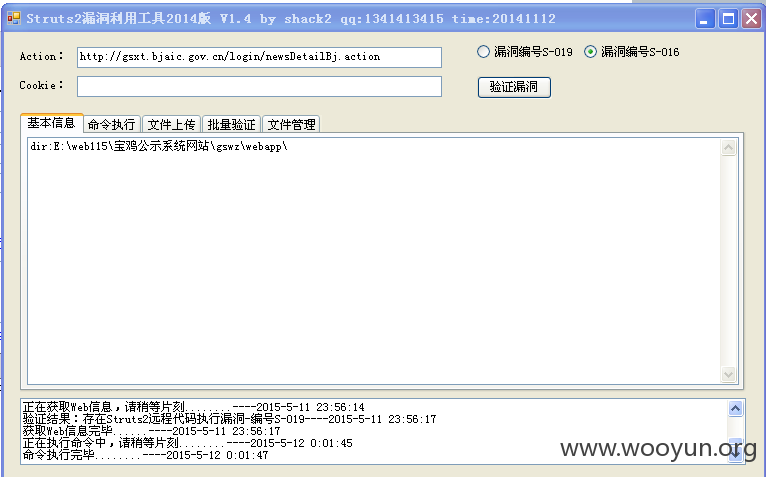 Struts2漏洞利用工具2014版 V1.4 by shack2 qq:1341413415 time:20141112
Action: http://gsxt.bjaic.gov.cn/login/newsDetailBj.action 漏洞编号S-019 漏洞编号S-016
Cookie: 验证漏洞
基本信息 命令执行 文件上传 批量验证 文件管理
dir:E:\web115\宝鸡公示系统网站\gswz\webapp\
正在获取Web信息，请稍等片刻........----2015-5-11 23:56:14
验证结果：存在Struts2远程代码执行漏洞-编号S-019----2015-5-11 23:56:17
获取Web信息完毕......----2015-5-11 23:56:17
正在执行命令中，请稍等片刻........----2015-5-12 0:01:45
命令执行完毕........----2015-5-12 0:01:47
www.wooyun.org